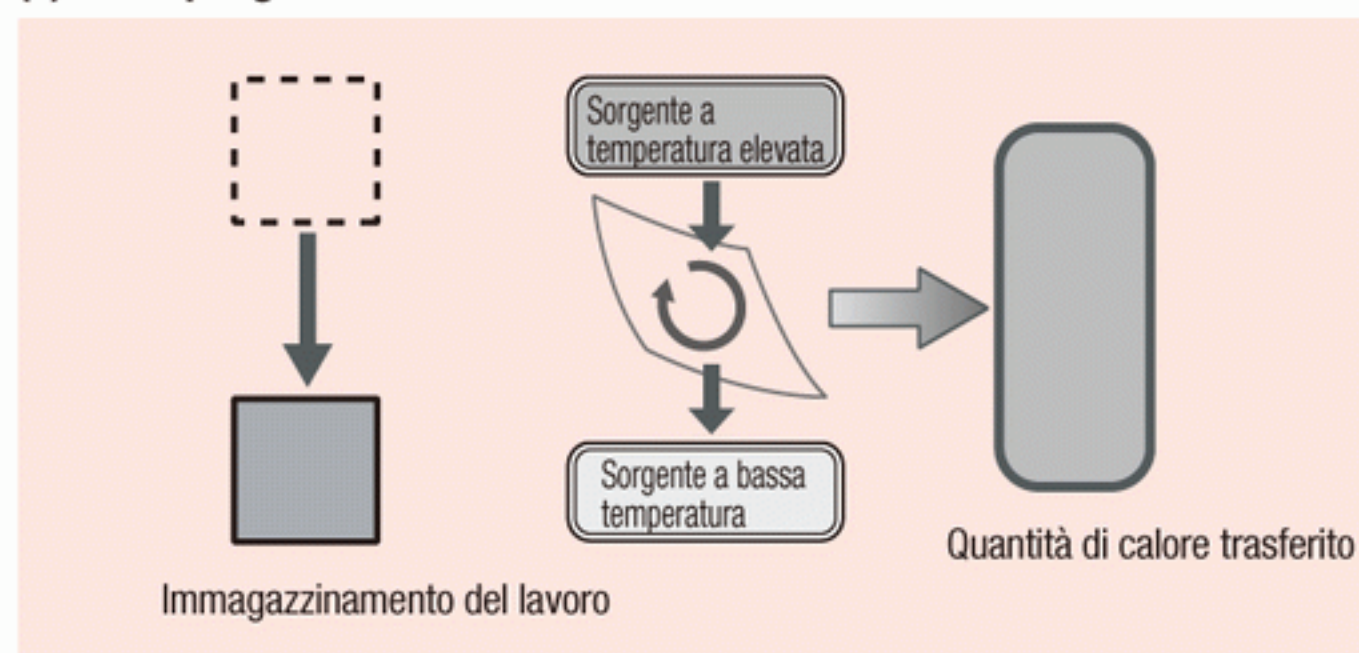 Sorgente a
temperatura elevata
Sorgente a bassa
temperatura
Quantità di calore trasferito
Immagazzinamento del lavoro